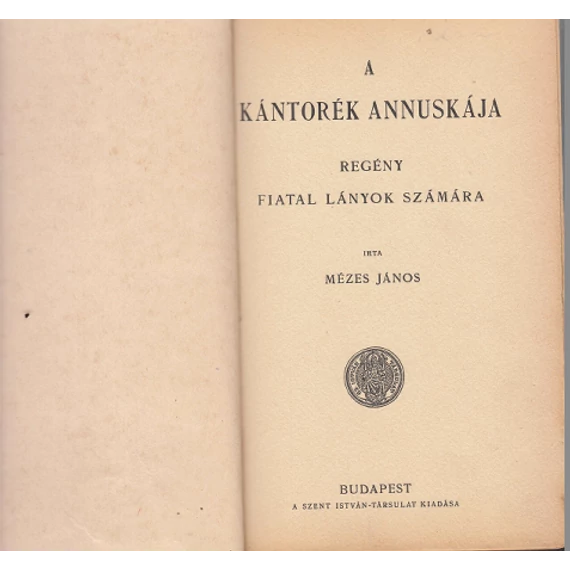 A
KÁNTORÉK ANNUSKÁJA
REGÉNY
FIATAL LÁNYOK SZÁMÁRA
IRTA
MÉZES JÁNOS
BUDAPEST
A SZENT ISTVÁN-TÁRSULAT KIADÁSA